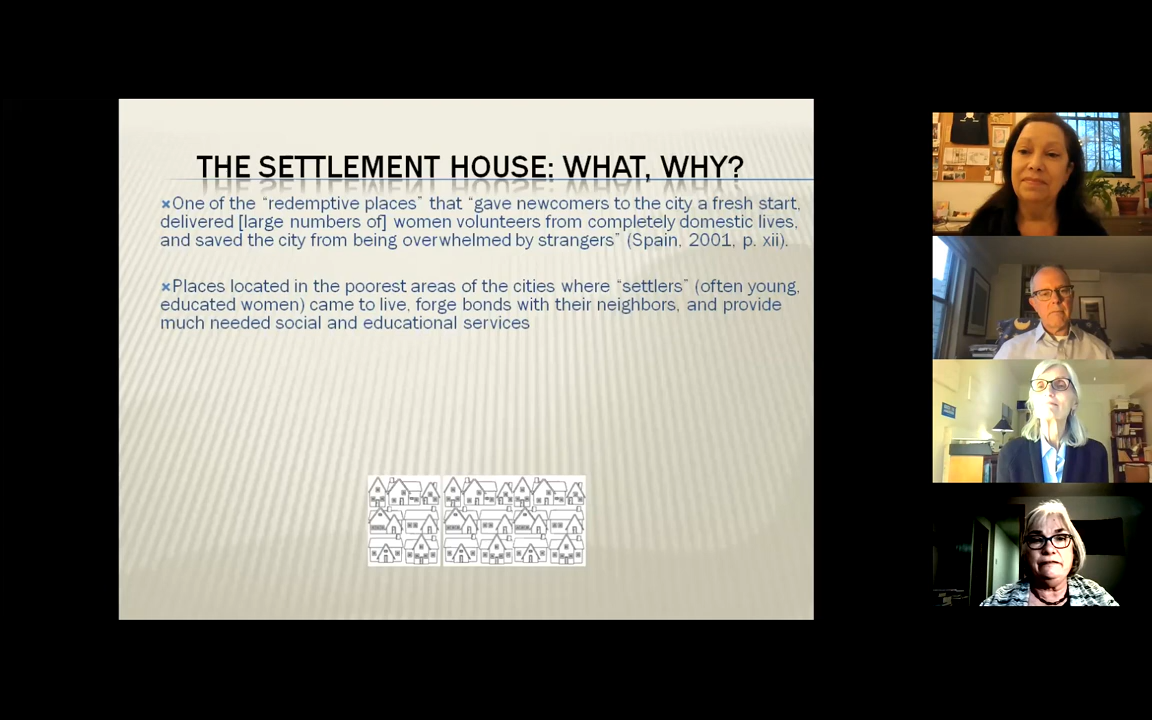 THE SETTLEMENT HOUSE: WHAT, WHY?
×One of the “redemptive places” that “gave newcomers to the city a fresh start,
delivered [large numbers of] women volunteers from completely domestic lives,
and saved the city from being overwhelmed by strangers” (Spain, 2001, p. xii).
×Places located in the poorest areas of the cities where “settlers” (often young,
educated women) came to live, forge bonds with their neighbors, and provide
much needed social and educational services